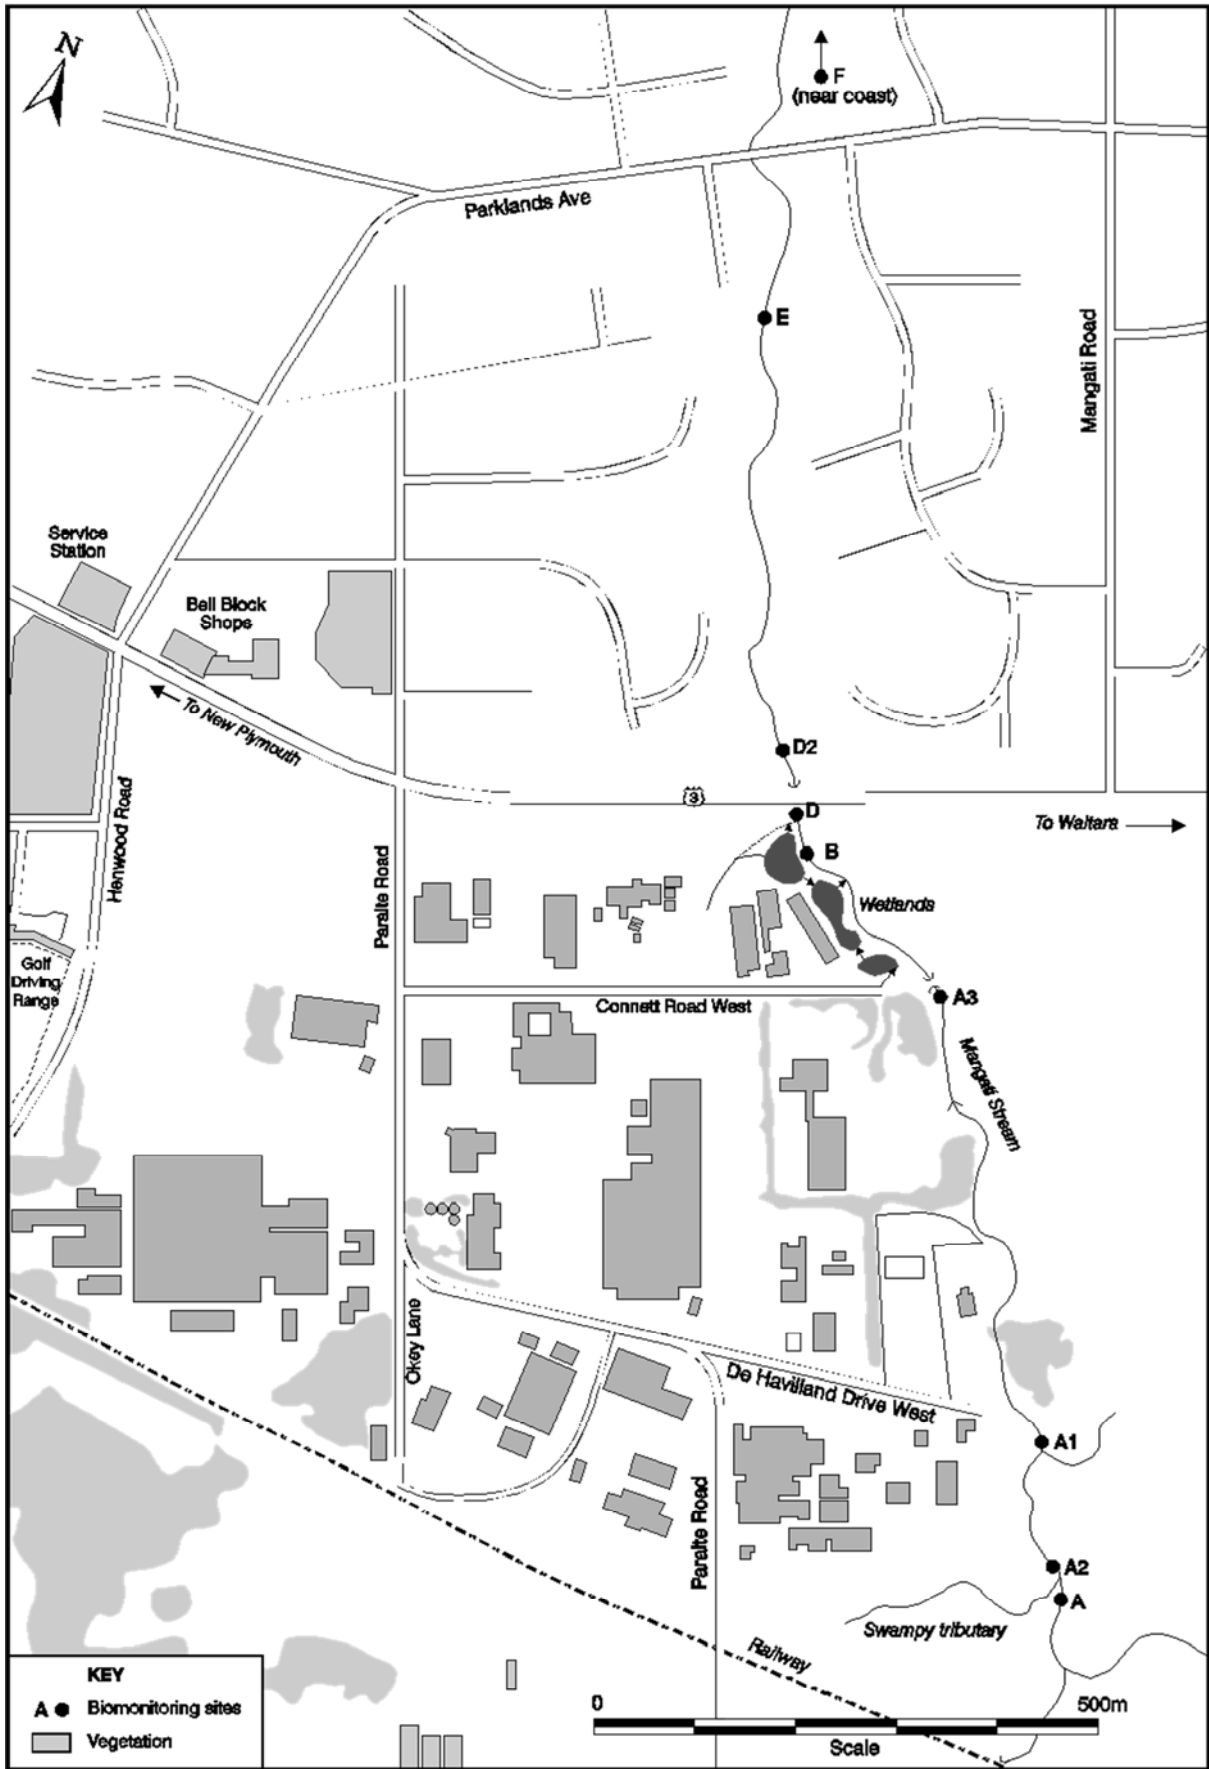 N
F
(near coast)
Parklands Ave
E
Mangati Road
Service
Station
Bell Block
Shops
To New Plymouth
D2
3
D
To Waitara
B
Henwood Road
Paraite Road
Wetlands
Golf
Driving
Range
Connett Road West
A3
Mangati Stream
Okey Lane
De Havilland Drive West
A1
Paraite Road
A2
A
Swampy tributary
Railway
KEY
A Biomonitoring sites
Vegetation
0 500m
Scale